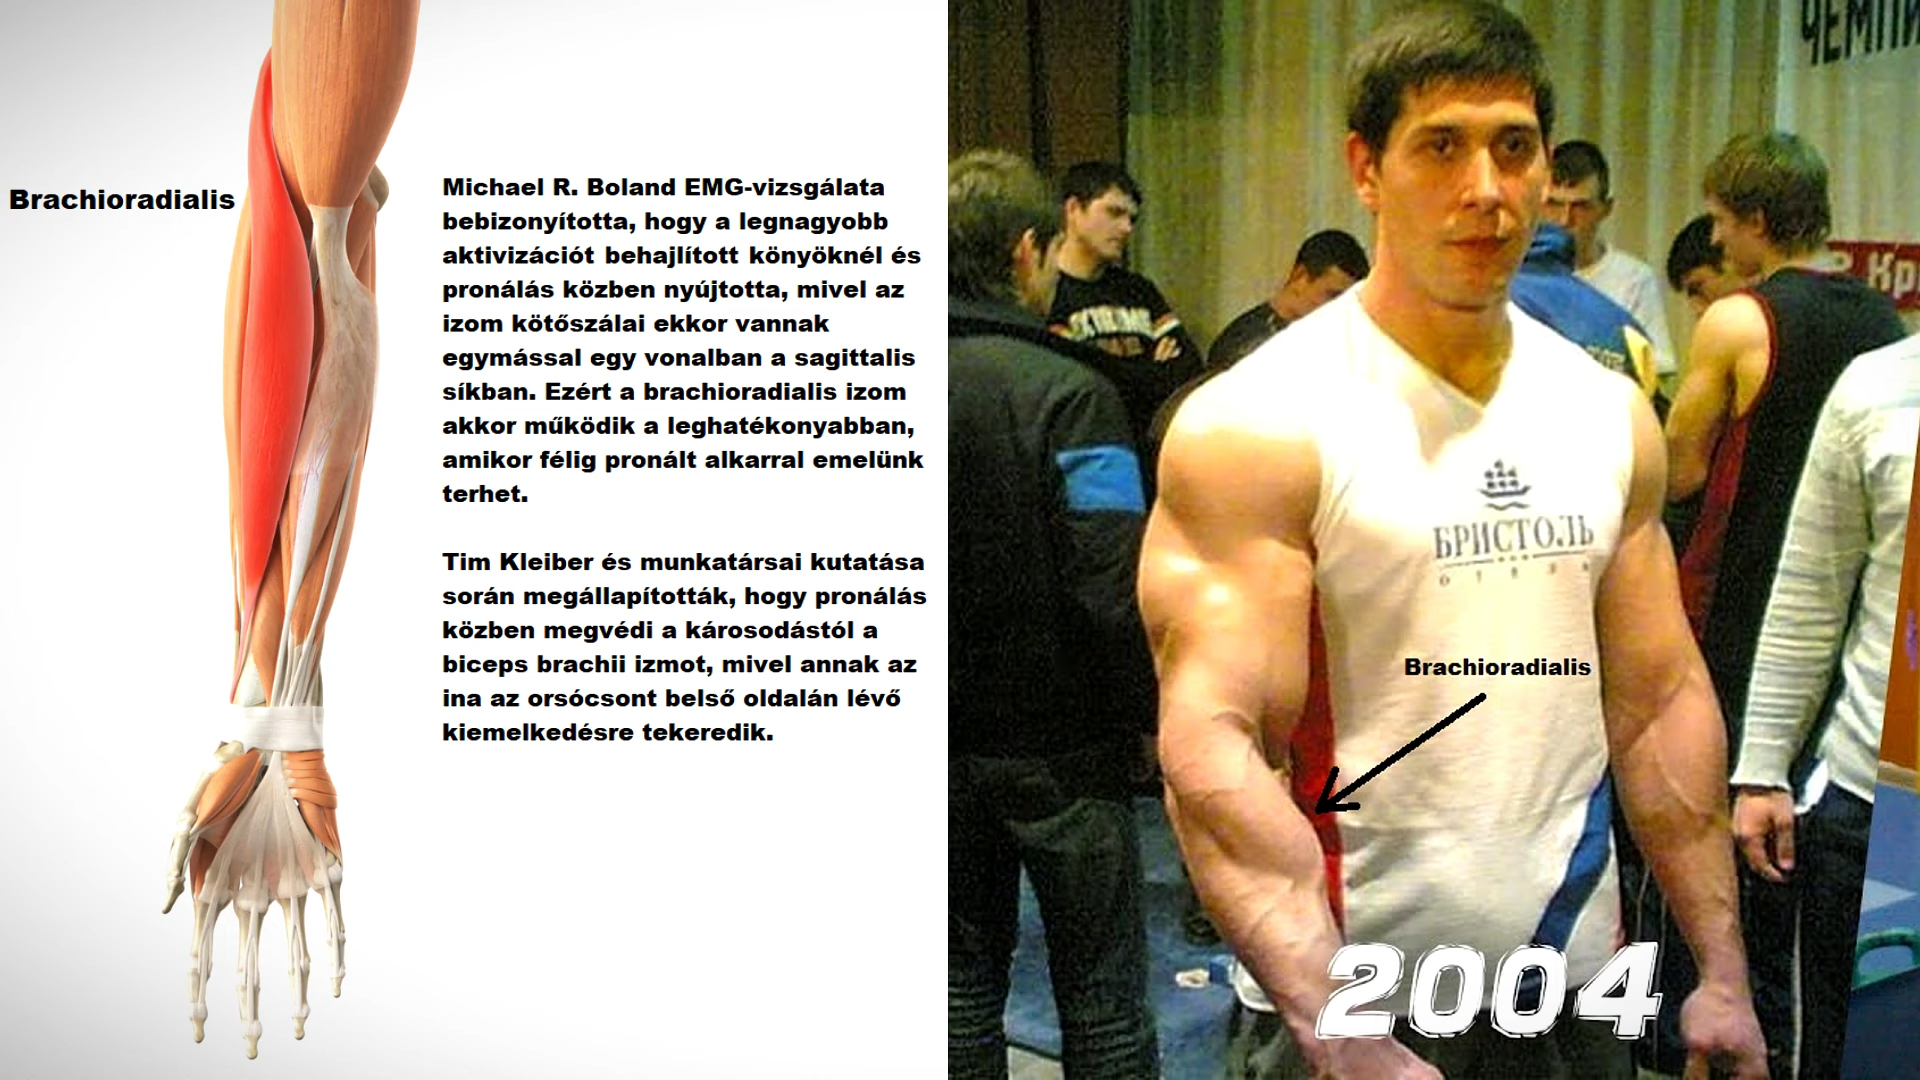 Brachioradialis
Michael R. Boland EMG-vizsgálata
bebizonyította, hogy a legnagyobb
aktivizációt behajlított könyöknél és
pronálás közben nyújtotta, mivel az
izom kötőszálai ekkor vannak
egymással egy vonalban a sagittalis
síkban. Ezért a brachioradialis izom
akkor működik a leghatékonyabban,
amikor félig pronált alkarral emelünk
terhet.
Tim Kleiber és munkatársai kutatása
során megállapították, hogy pronálás
közben megvédi a károsodástól a
biceps brachii izmot, mivel annak az
ina az orsócsont belső oldalán lévő
kiemelkedésre tekeredik.
ЧЕМПИ
Кр
БРИСТОЛЬ
Brachioradialis
2004